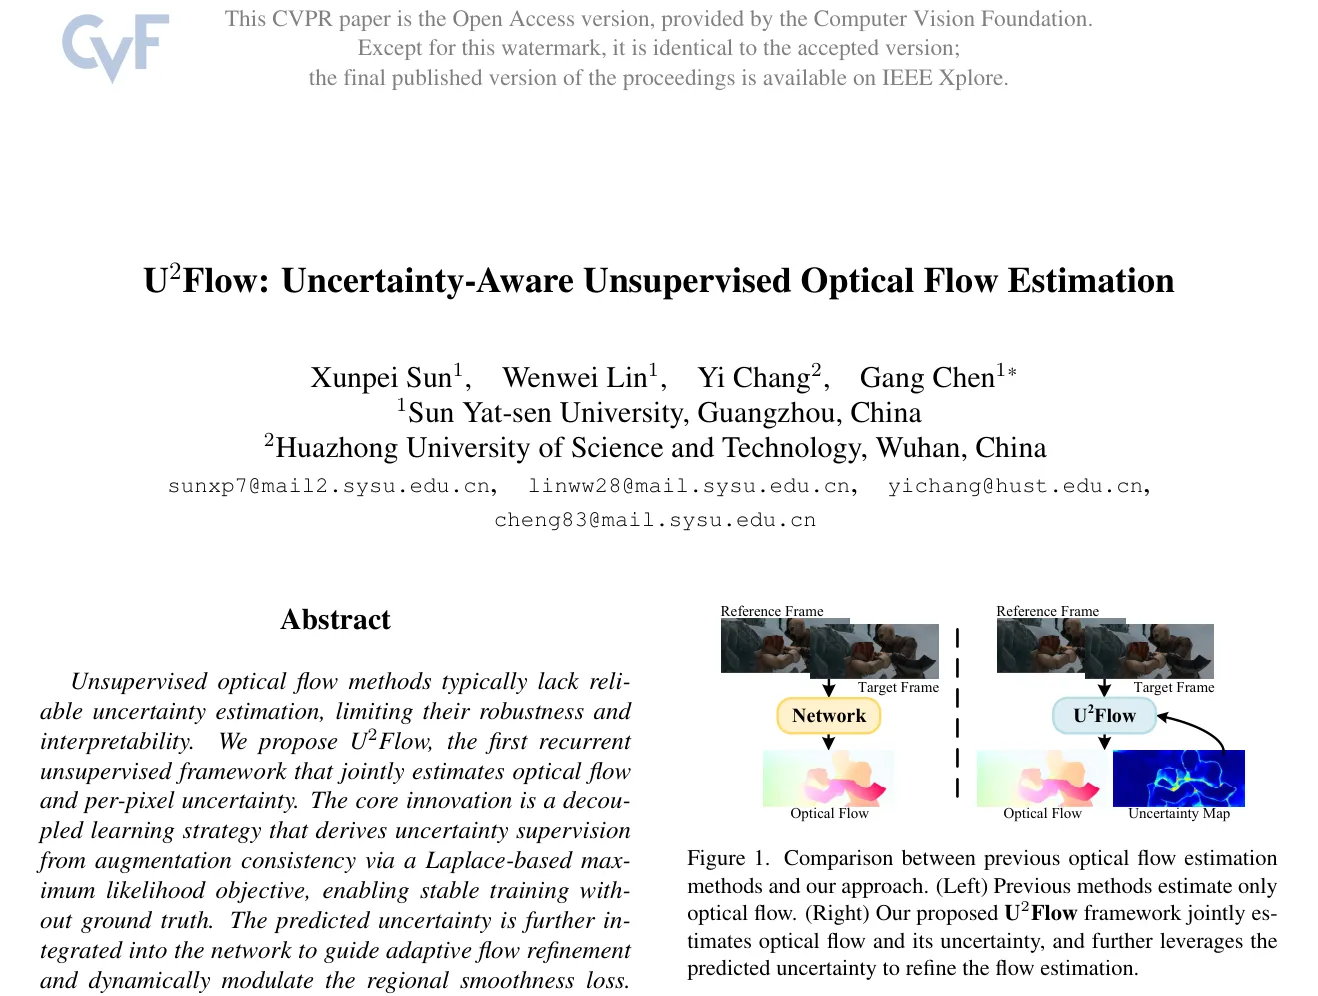 CVF
This CVPR paper is the Open Access version, provided by the Computer Vision Foundation.
Except for this watermark, it is identical to the accepted version;
the final published version of the proceedings is available on IEEE Xplore.
U²Flow: Uncertainty-Aware Unsupervised Optical Flow Estimation
Xunpei Sun¹, Wenwei Lin¹, Yi Chang², Gang Chen¹*
¹Sun Yat-sen University, Guangzhou, China
²Huazhong University of Science and Technology, Wuhan, China
sunxp7@mail2.sysu.edu.cn, linww28@mail.sysu.edu.cn, yichang@hust.edu.cn,
cheng83@mail.sysu.edu.cn
Abstract
Unsupervised optical flow methods typically lack reli-
able uncertainty estimation, limiting their robustness and
interpretability. We propose U²Flow, the first recurrent
unsupervised framework that jointly estimates optical flow
and per-pixel uncertainty. The core innovation is a decou-
pled learning strategy that derives uncertainty supervision
from augmentation consistency via a Laplace-based max-
imum likelihood objective, enabling stable training with-
out ground truth. The predicted uncertainty is further in-
tegrated into the network to guide adaptive flow refinement
and dynamically modulate the regional smoothness loss.
Reference Frame
Target Frame
Network
Optical Flow
Reference Frame
Target Frame
U²Flow
Optical Flow
Uncertainty Map
Figure 1. Comparison between previous optical flow estimation
methods and our approach. (Left) Previous methods estimate only
optical flow. (Right) Our proposed U²Flow framework jointly es-
timates optical flow and its uncertainty, and further leverages the
predicted uncertainty to refine the flow estimation.